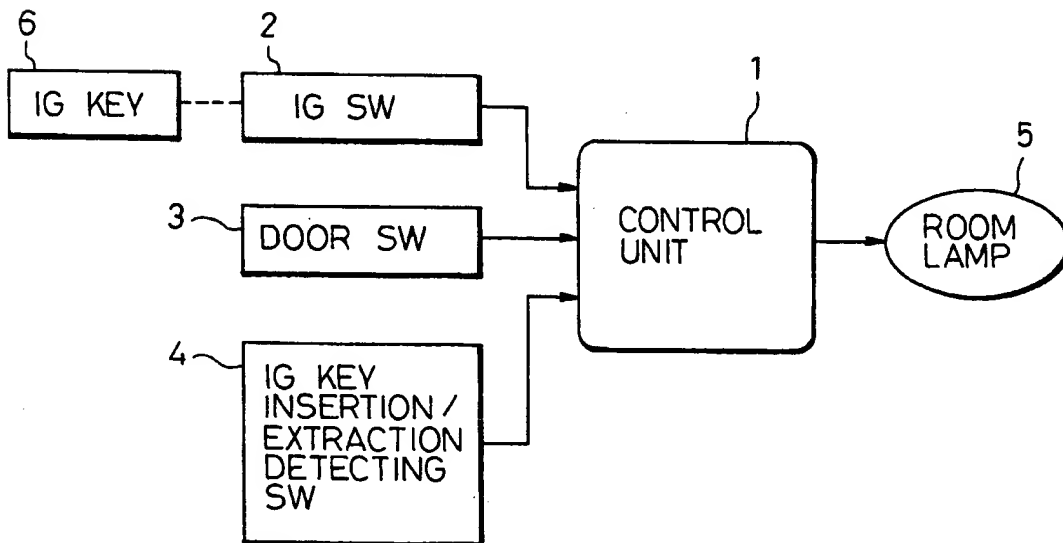 6
IG KEY
2
IG SW
1
CONTROL
UNIT
5
ROOM
LAMP
3
DOOR SW
4
IG KEY
INSERTION/
EXTRACTION
DETECTING
SW